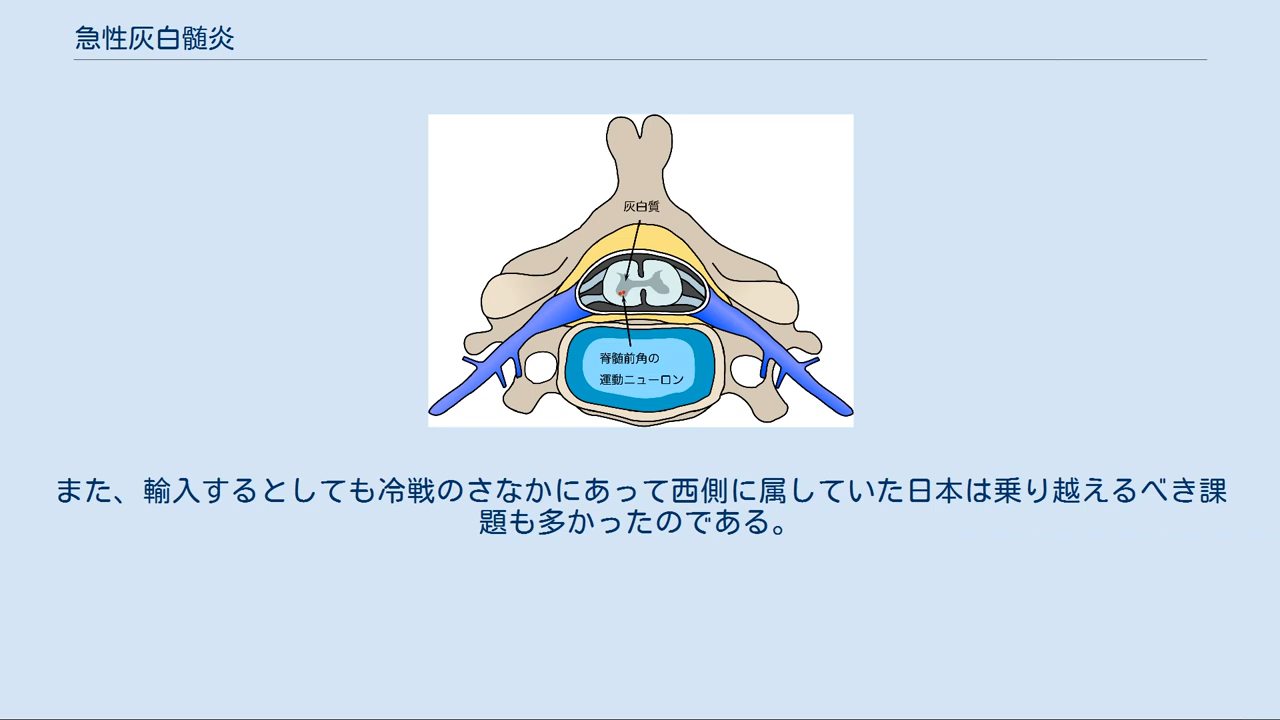 急性灰白髄炎
灰白質
脊髄前角の
運動ニューロン
また、輸入するとしても冷戦のさなかにあって西側に属していた日本は乗り越えるべき課
題も多かったのである。